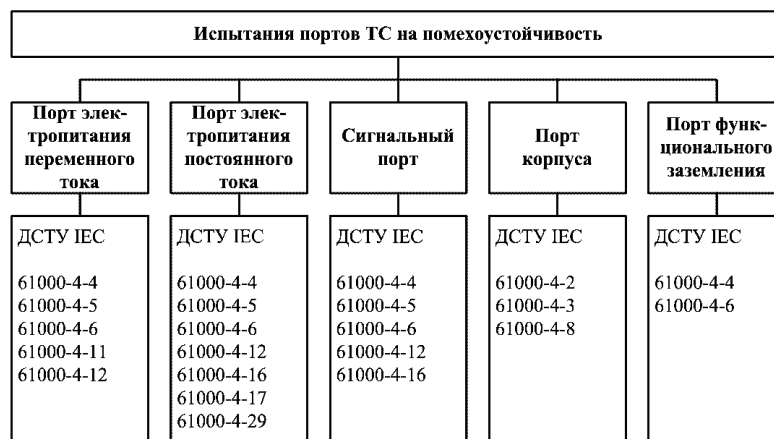 Испытания портов ТС на помехоустойчивость
Порт элек-
тропитания
переменного
тока
Порт элек-
тропитания
постоянного
тока
Сигнальный
порт
Порт
корпуса
Порт функ-
ционального
заземления
ДСТУ IEC
61000-4-4
61000-4-5
61000-4-6
61000-4-11
61000-4-12
ДСТУ IEC
61000-4-4
61000-4-5
61000-4-6
61000-4-12
61000-4-16
61000-4-17
61000-4-29
ДСТУ IEC
61000-4-4
61000-4-5
61000-4-6
61000-4-12
61000-4-16
ДСТУ IEC
61000-4-2
61000-4-3
61000-4-8
ДСТУ IEC
61000-4-4
61000-4-6